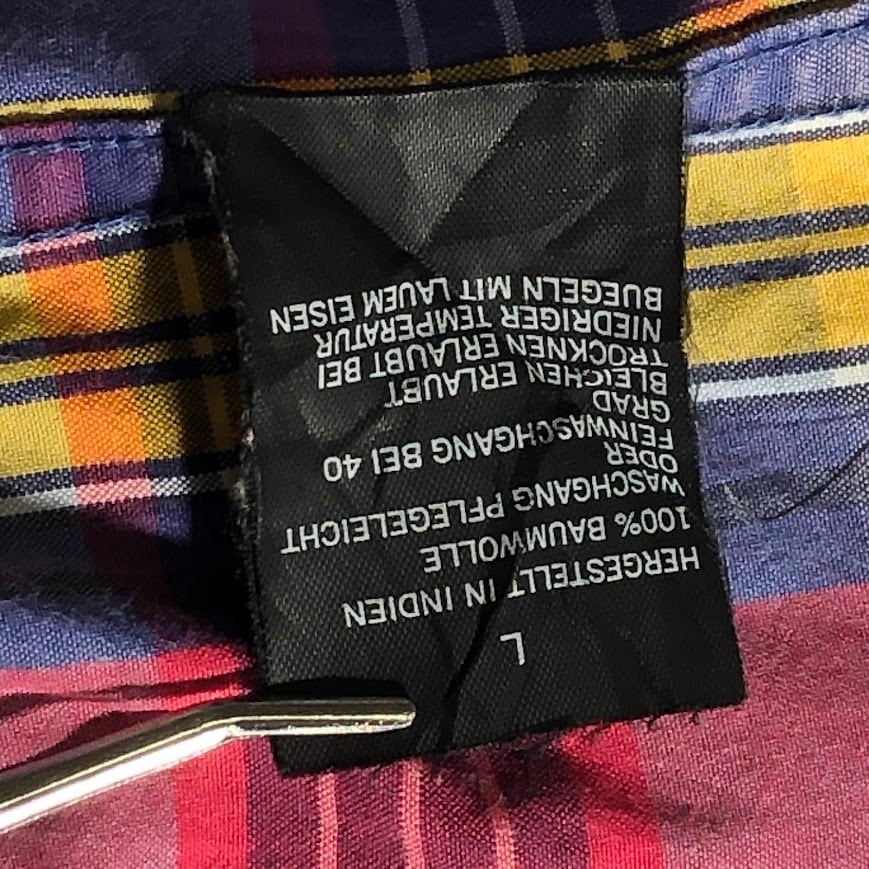 L
HERGESTELLT IN INDIEN
100% BAUMWOLLE
WASCHGANG PFLEGELEICHT
ODER
FEINWASCHGANG BEI 40
GRAD
BLEICHEN ERLAUBT
TROCKNEN ERLAUBT BEI
NIEDRIGER TEMPERATUR
BUEGELN MIT LAUEM EISEN